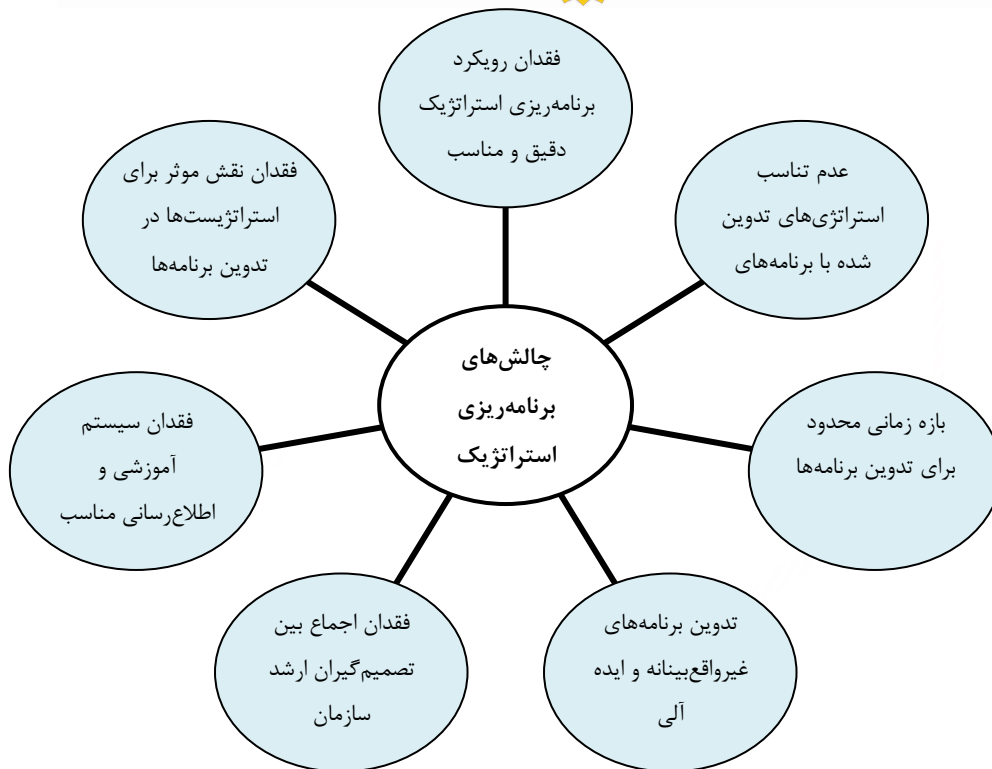 فقدان رویکرد
برنامه‌ریزی استراتژیک
دقیق و مناسب
عدم تناسب
استراتژی‌های تدوین
شده با برنامه‌های
بازه زمانی محدود
برای تدوین برنامه‌ها
تدوین برنامه‌های
غیرواقع‌بینانه و ایده
آلی
فقدان اجماع بین
تصمیم‌گیران ارشد
سازمان
فقدان سیستم
آموزشی و
اطلاع‌رسانی مناسب
فقدان نقش موثر برای
استراتژیست‌ها در
تدوین برنامه‌ها
چالش‌های
برنامه‌ریزی
استراتژیک